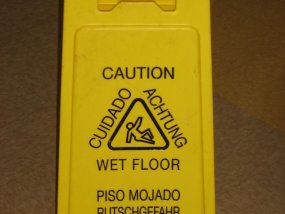 CAUTION
CUIDADO
ACHTUNG
WET FLOOR
PISO MOJADO
RUTSCHGEFAHR